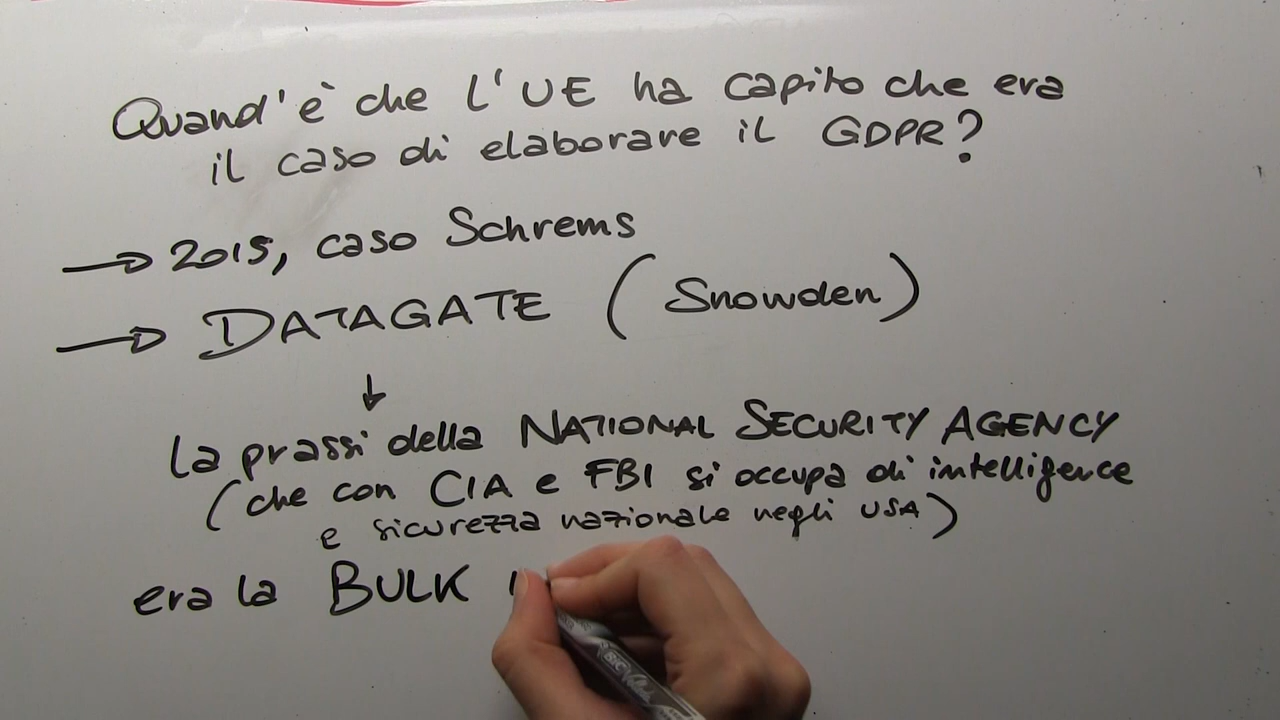 Quand'è che l'UE ha capito che era
il caso di elaborare il GDPR?
→ 2015, caso Schrems
→ DATAGATE (Snowden)
↓
la prassi della NATIONAL SECURITY AGENCY
(che con CIA e FBI si occupa di intelligence
e sicurezza nazionale negli USA)
era la BULK
BIC Velleda